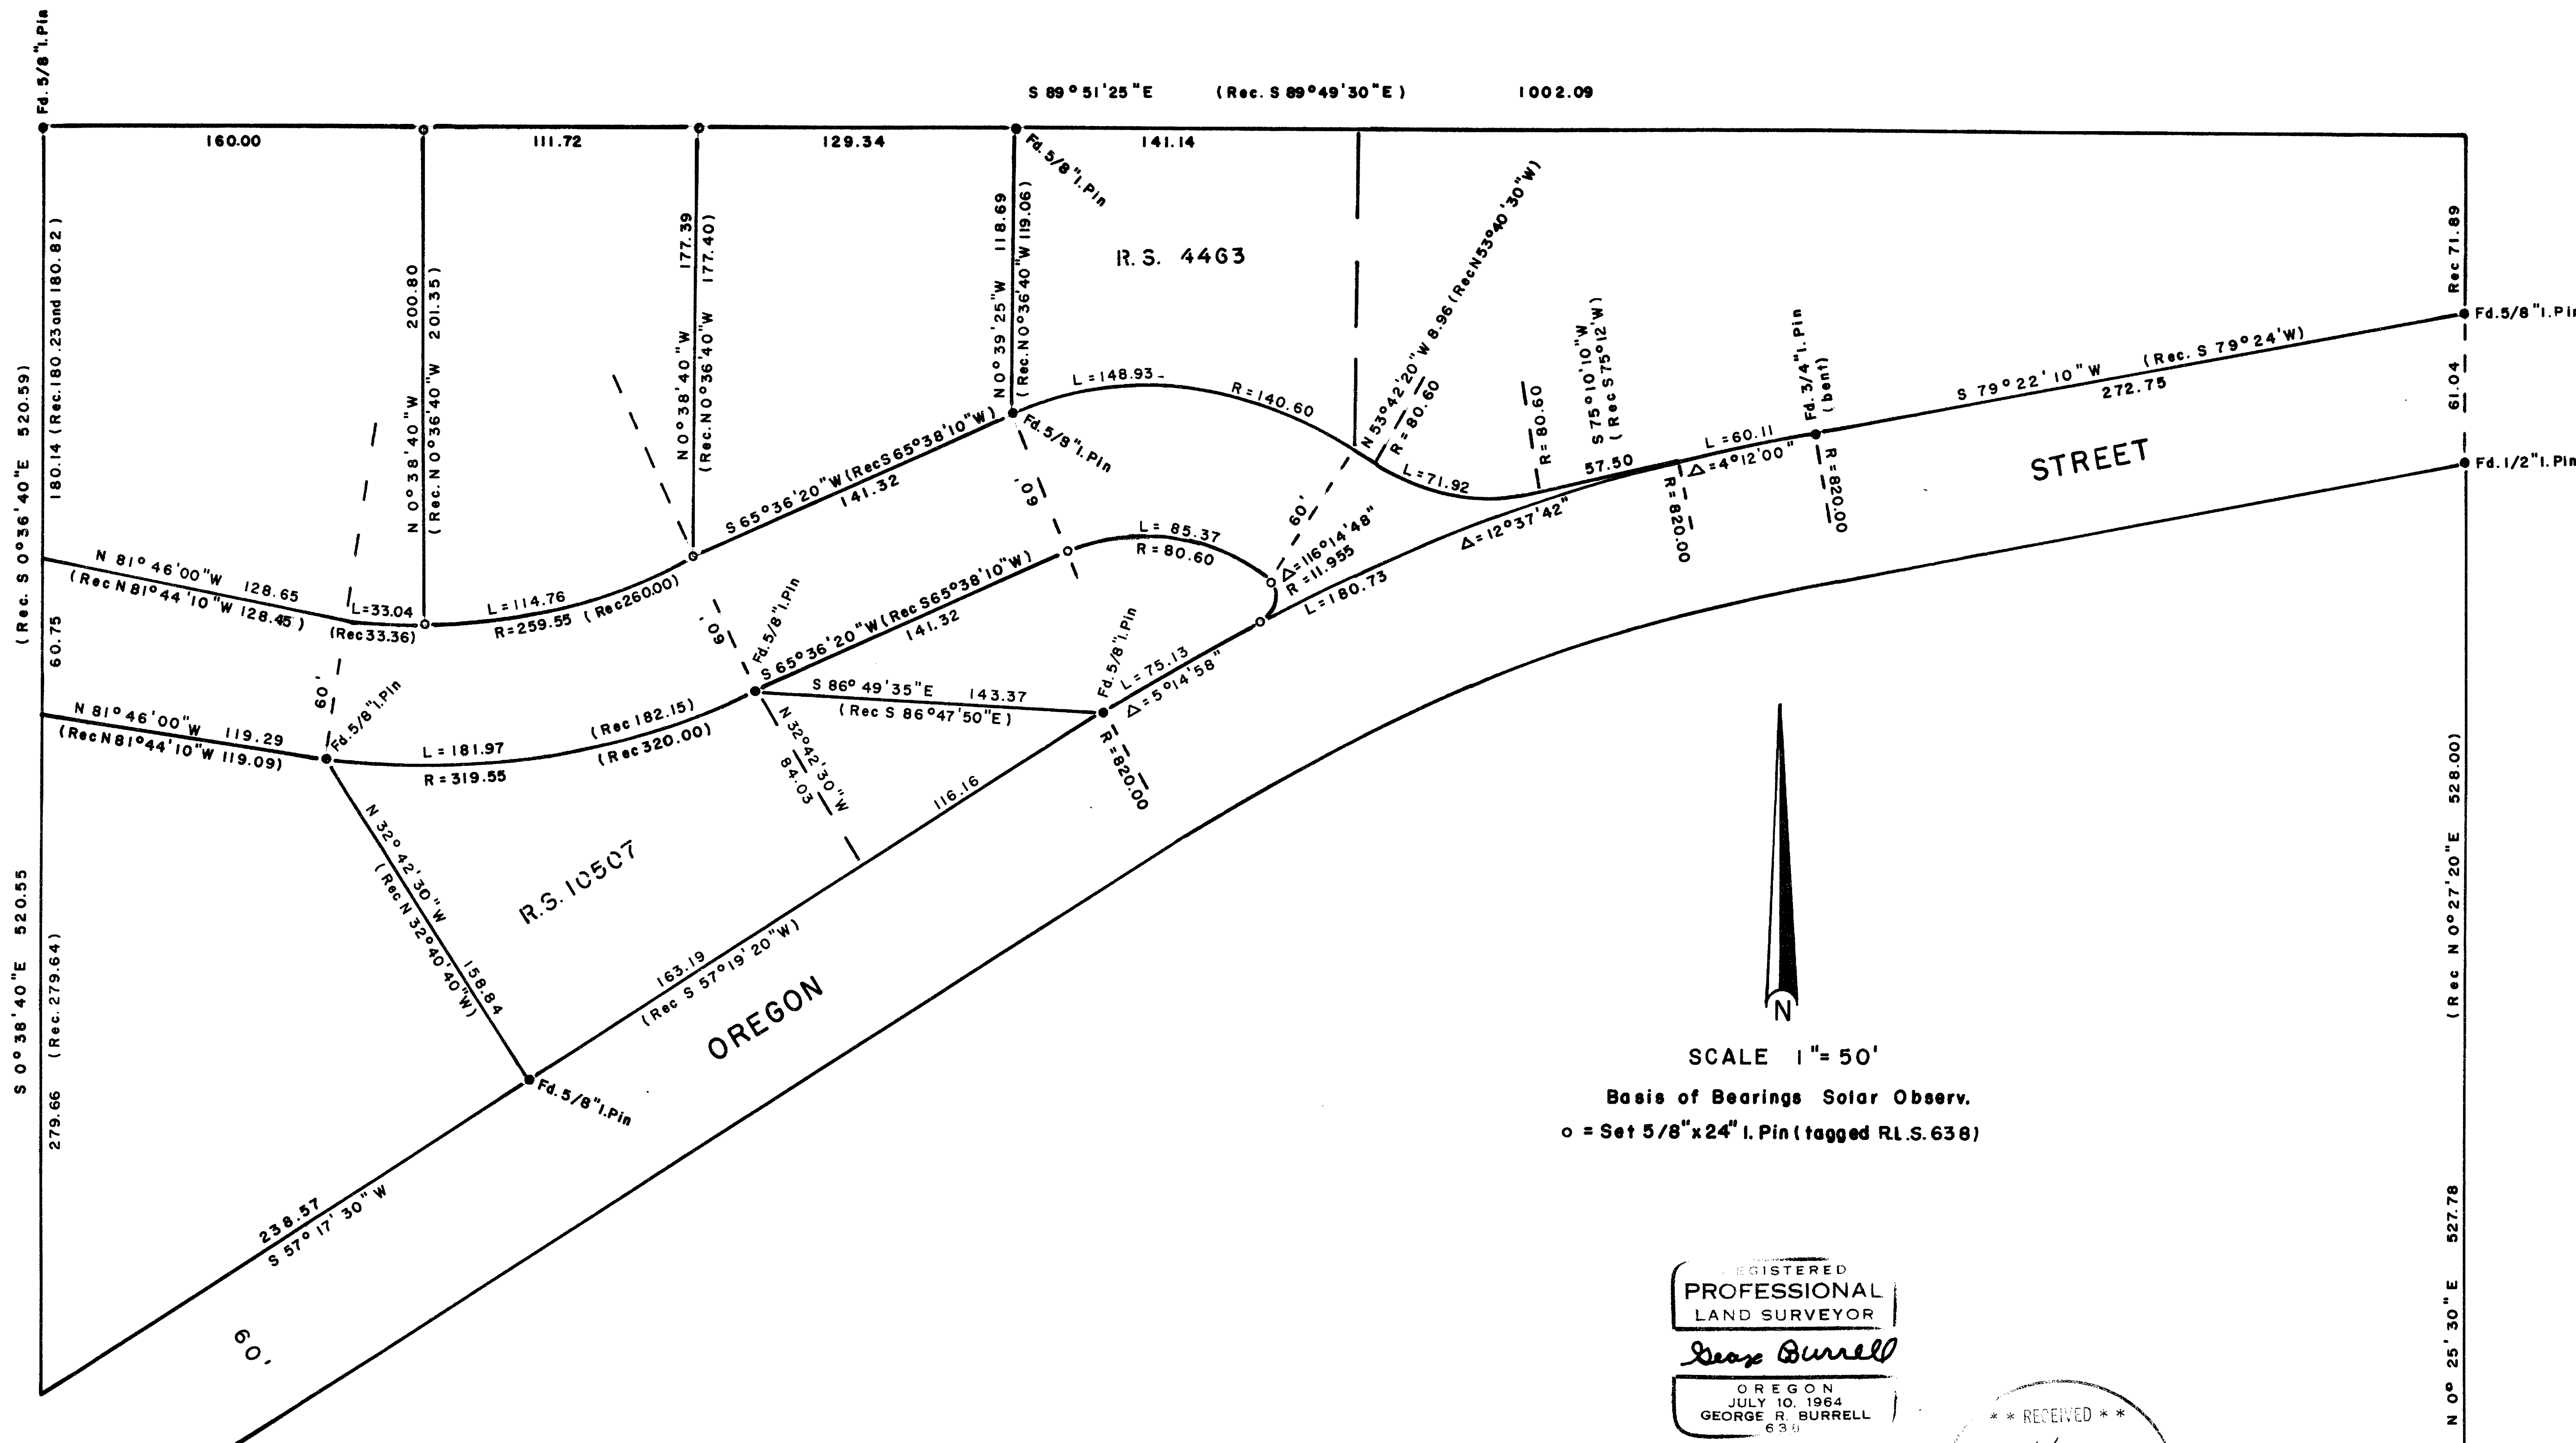 Fd. 5/8" I. Pin
S 89° 51' 25" E (Rec. S 89° 49' 30" E) 1002.09
160.00
111.72
129.34
141.14
Fd. 5/8" I. Pin
(Rec. S 0° 36' 40" E 520.59)
S 0° 38' 40" E 520.55
180.14 (Rec. 180.23 and 180.82)
60.75
279.66 (Rec. 279.64)
N 0° 38' 40" W 200.80
(Rec. N 0° 36' 40" W 201.35)
N 0° 38' 40" W 177.39
(Rec. N 0° 36' 40" W 177.40)
N 0° 39' 25" W 118.69
(Rec. N 0° 36' 40" W 119.06)
R.S. 4463
N 53° 42' 20" W 8.96 (Rec N 53° 40' 30" W)
R = 80.60
R = 80.60
S 75° 10' 10" W
(Rec S 75° 12' W)
Fd. 3/4" I. Pin
(bent)
Rec 71.89
Fd. 5/8" I. Pin
61.04
Fd. 1/2" I. Pin
S 79° 22' 10" W (Rec. S 79° 24' W)
272.75
STREET
L = 148.93
R = 140.60
L = 71.92
57.50
L = 60.11
Δ = 4° 12' 00"
R = 820.00
R = 820.00
Δ = 12° 37' 42"
L = 180.73
Fd. 5/8" I. Pin
60'
S 65° 36' 20" W (Rec S 65° 38' 10" W)
141.32
L = 85.37
R = 80.60
60'
Δ = 116° 14' 48"
R = 11.955
N 81° 46' 00" W 128.65
(Rec N 81° 44' 10" W 128.45)
L = 33.04
(Rec 33.36)
L = 114.76
R = 259.55 (Rec 260.00)
60'
Fd. 5/8" I. Pin
S 65° 36' 20" W (Rec S 65° 38' 10" W)
141.32
S 86° 49' 35" E 143.37
(Rec S 86° 47' 50" E)
Fd. 5/8" I. Pin
L = 75.13
Δ = 5° 14' 58"
R = 820.00
60'
Fd. 5/8" I. Pin
N 81° 46' 00" W 119.29
(Rec N 81° 44' 10" W 119.09)
L = 181.97 (Rec 182.15)
R = 319.55 (Rec 320.00)
N 32° 42' 30" W
84.03
116.16
N 32° 42' 30" W 158.84
(Rec N 32° 40' 40" W)
R.S. 10507
163.19
(Rec S 57° 19' 20" W)
OREGON
Fd. 5/8" I. Pin
238.57
S 57° 17' 30" W
60'
N
SCALE 1" = 50'
Basis of Bearings Solar Observ.
o = Set 5/8" x 24" I. Pin (tagged R.L.S. 638)
(Rec N 0° 27' 20" E 528.00)
N 0° 25' 30" E 527.78
REGISTERED
PROFESSIONAL
LAND SURVEYOR
George Burrell
OREGON
JULY 10, 1964
GEORGE R. BURRELL
638
* * RECEIVED * *